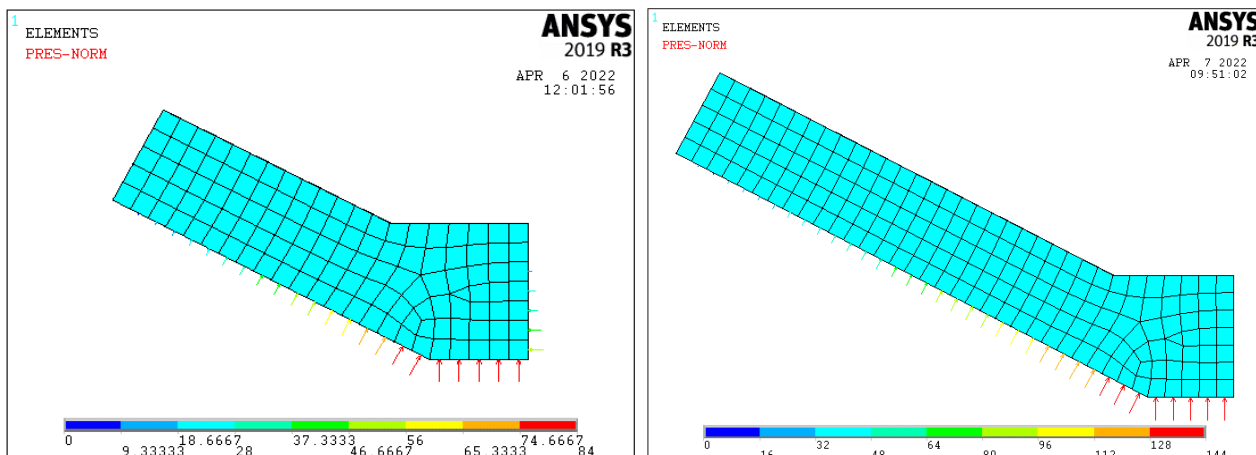 1
ELEMENTS
PRES-NORM
ANSYS
2019 R3
APR 6 2022
12:01:56
0
9.33333
18.6667
28
37.3333
46.6667
56
65.3333
74.6667
84
1
ELEMENTS
PRES-NORM
ANSYS
2019 R3
APR 7 2022
09:51:02
0
16
32
48
64
80
96
112
128
144